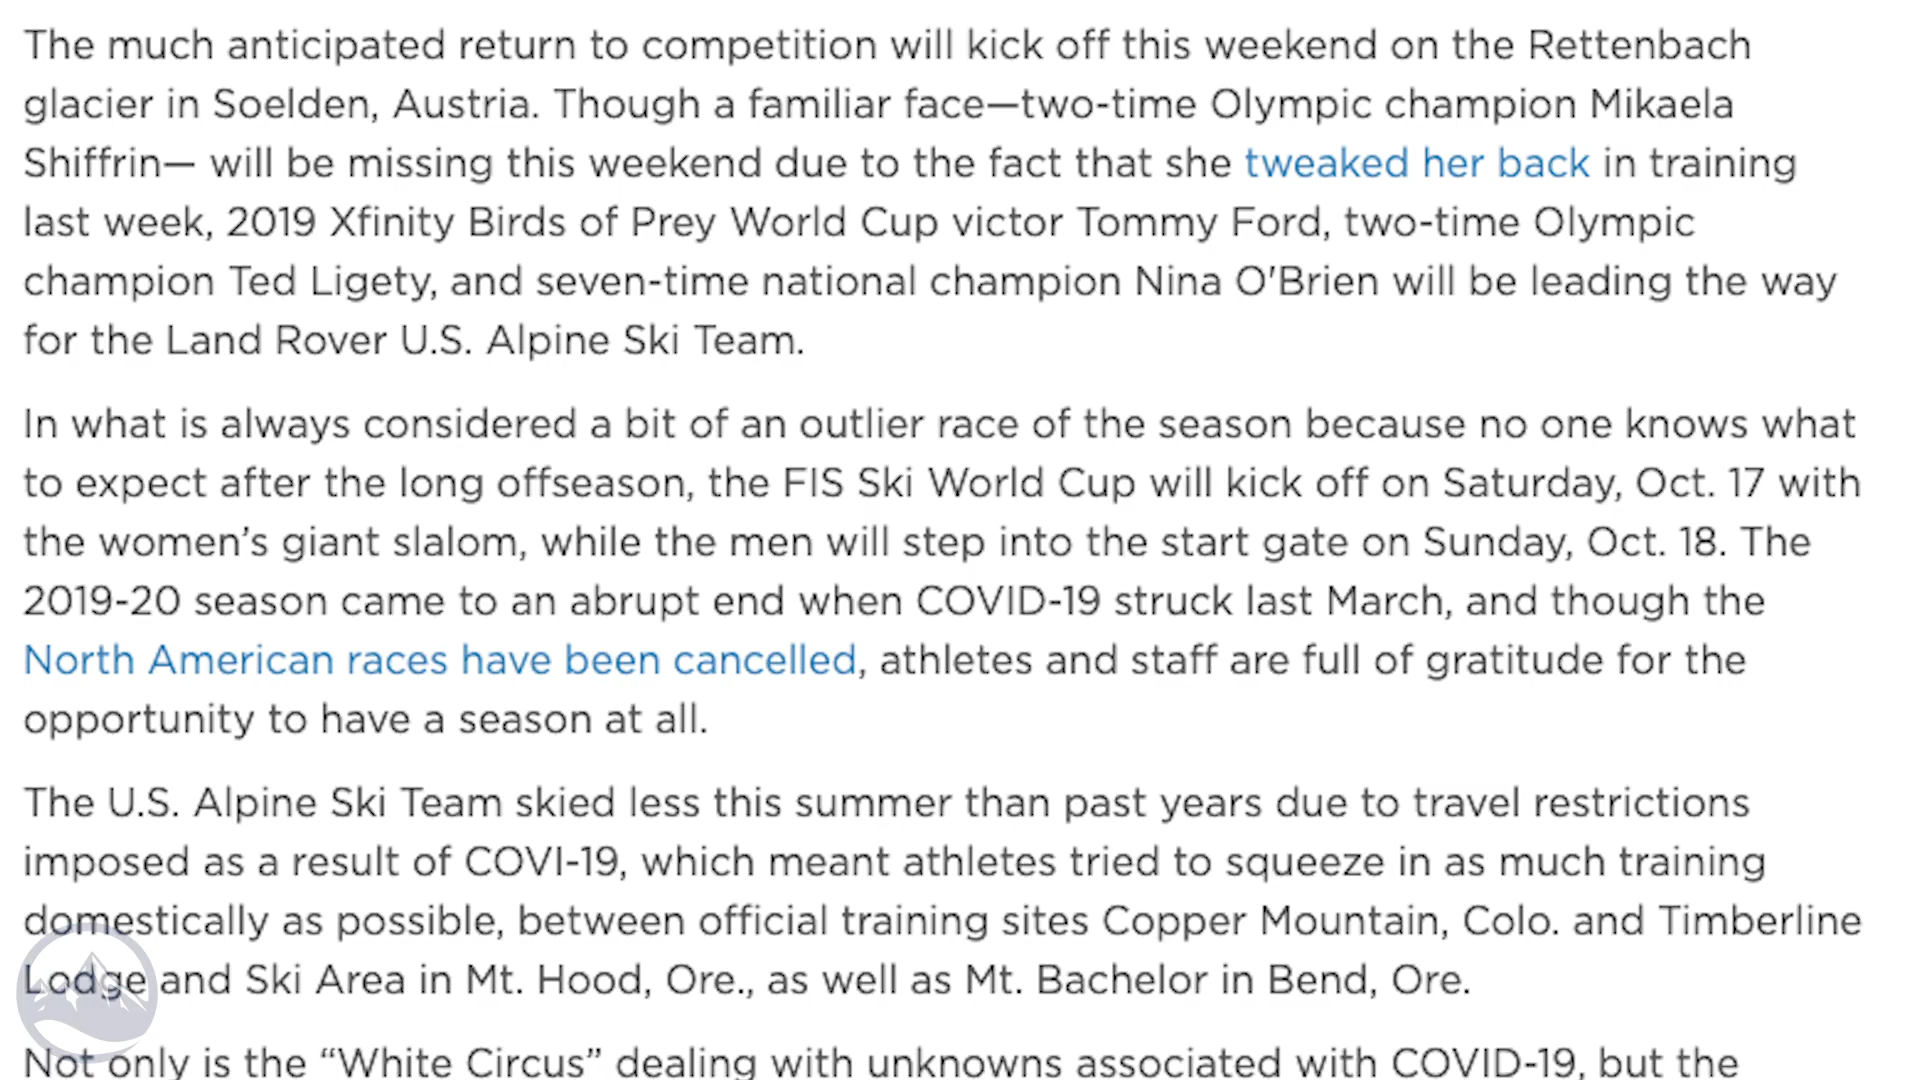 The much anticipated return to competition will kick off this weekend on the Rettenbach
glacier in Soelden, Austria. Though a familiar face—two-time Olympic champion Mikaela
Shiffrin— will be missing this weekend due to the fact that she tweaked her back in training
last week, 2019 Xfinity Birds of Prey World Cup victor Tommy Ford, two-time Olympic
champion Ted Ligety, and seven-time national champion Nina O'Brien will be leading the way
for the Land Rover U.S. Alpine Ski Team.
In what is always considered a bit of an outlier race of the season because no one knows what
to expect after the long offseason, the FIS Ski World Cup will kick off on Saturday, Oct. 17 with
the women’s giant slalom, while the men will step into the start gate on Sunday, Oct. 18. The
2019-20 season came to an abrupt end when COVID-19 struck last March, and though the
North American races have been cancelled, athletes and staff are full of gratitude for the
opportunity to have a season at all.
The U.S. Alpine Ski Team skied less this summer than past years due to travel restrictions
imposed as a result of COVI-19, which meant athletes tried to squeeze in as much training
domestically as possible, between official training sites Copper Mountain, Colo. and Timberline
Lodge and Ski Area in Mt. Hood, Ore., as well as Mt. Bachelor in Bend, Ore.
Not only is the “White Circus” dealing with unknowns associated with COVID-19, but the